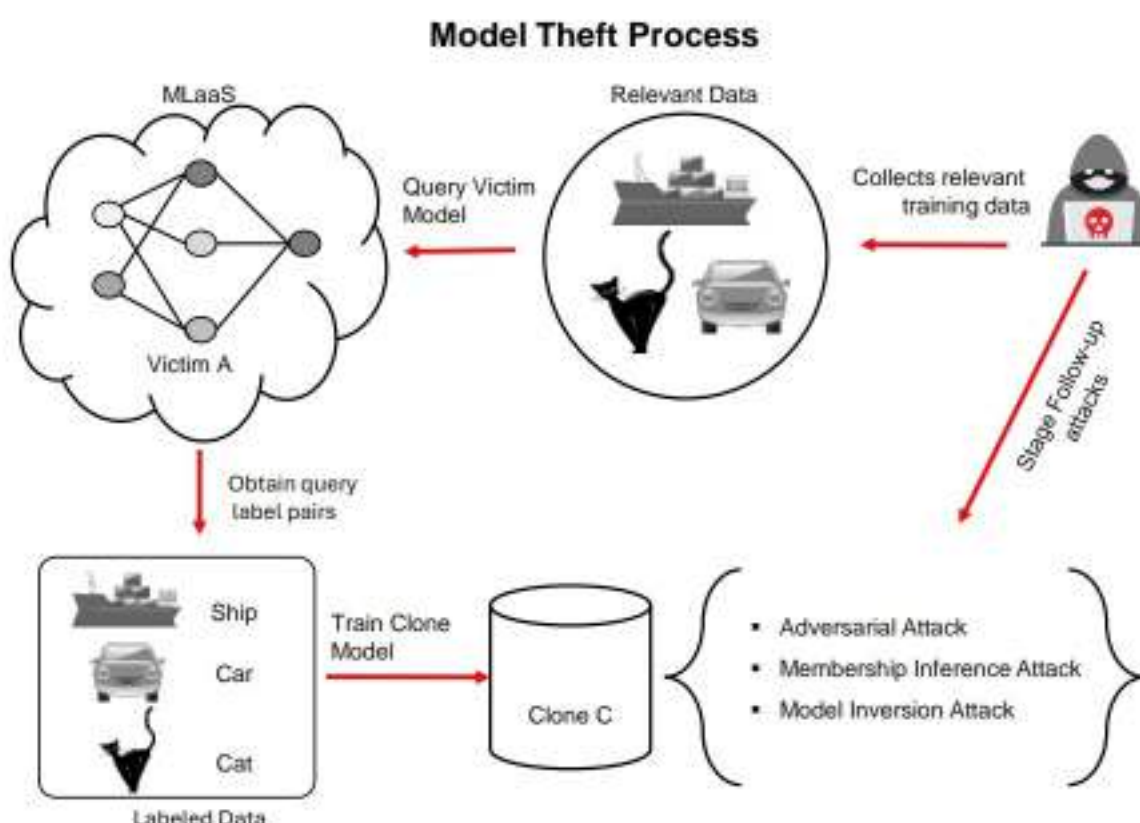 Model Theft Process
MLaaS
Relevant Data
Query Victim
Model
Collects relevant
training data
Victim A
Stage Follow-up
attacks
Obtain query
label pairs
Ship
Car
Cat
Labeled Data
Train Clone
Model
Clone C
▪ Adversarial Attack
▪ Membership Inference Attack
▪ Model Inversion Attack